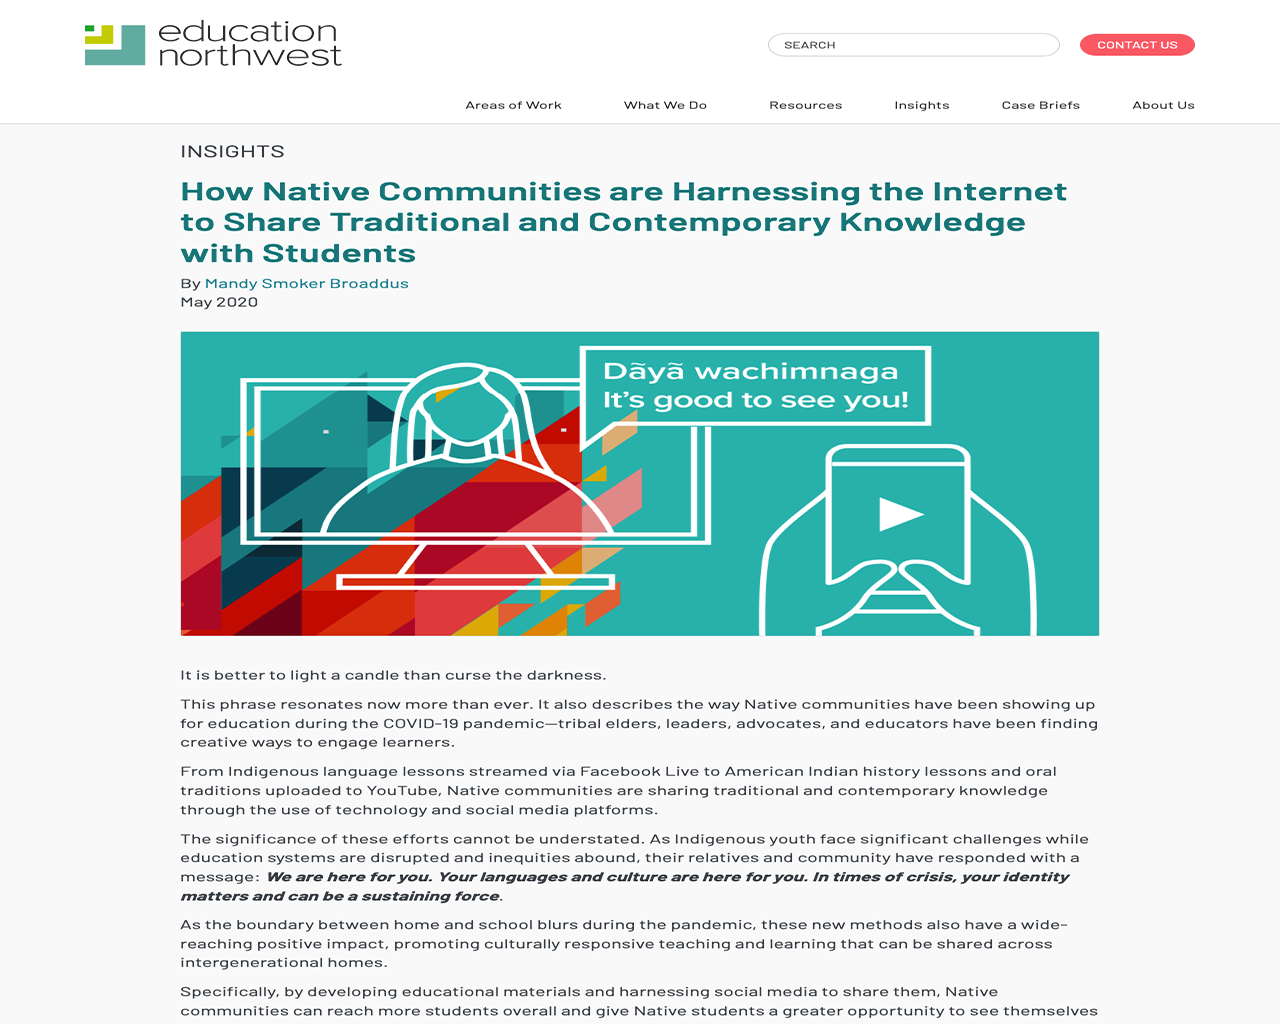 education
northwest
SEARCH
CONTACT US
Areas of Work
What We Do
Resources
Insights
Case Briefs
About Us
INSIGHTS
How Native Communities are Harnessing the Internet
to Share Traditional and Contemporary Knowledge
with Students
By Mandy Smoker Broaddus
May 2020
Dãyã wachimnaga
It's good to see you!
It is better to light a candle than curse the darkness.
This phrase resonates now more than ever. It also describes the way Native communities have been showing up
for education during the COVID-19 pandemic—tribal elders, leaders, advocates, and educators have been finding
creative ways to engage learners.
From Indigenous language lessons streamed via Facebook Live to American Indian history lessons and oral
traditions uploaded to YouTube, Native communities are sharing traditional and contemporary knowledge
through the use of technology and social media platforms.
The significance of these efforts cannot be understated. As Indigenous youth face significant challenges while
education systems are disrupted and inequities abound, their relatives and community have responded with a
message: We are here for you. Your languages and culture are here for you. In times of crisis, your identity
matters and can be a sustaining force.
As the boundary between home and school blurs during the pandemic, these new methods also have a wide-
reaching positive impact, promoting culturally responsive teaching and learning that can be shared across
intergenerational homes.
Specifically, by developing educational materials and harnessing social media to share them, Native
communities can reach more students overall and give Native students a greater opportunity to see themselves